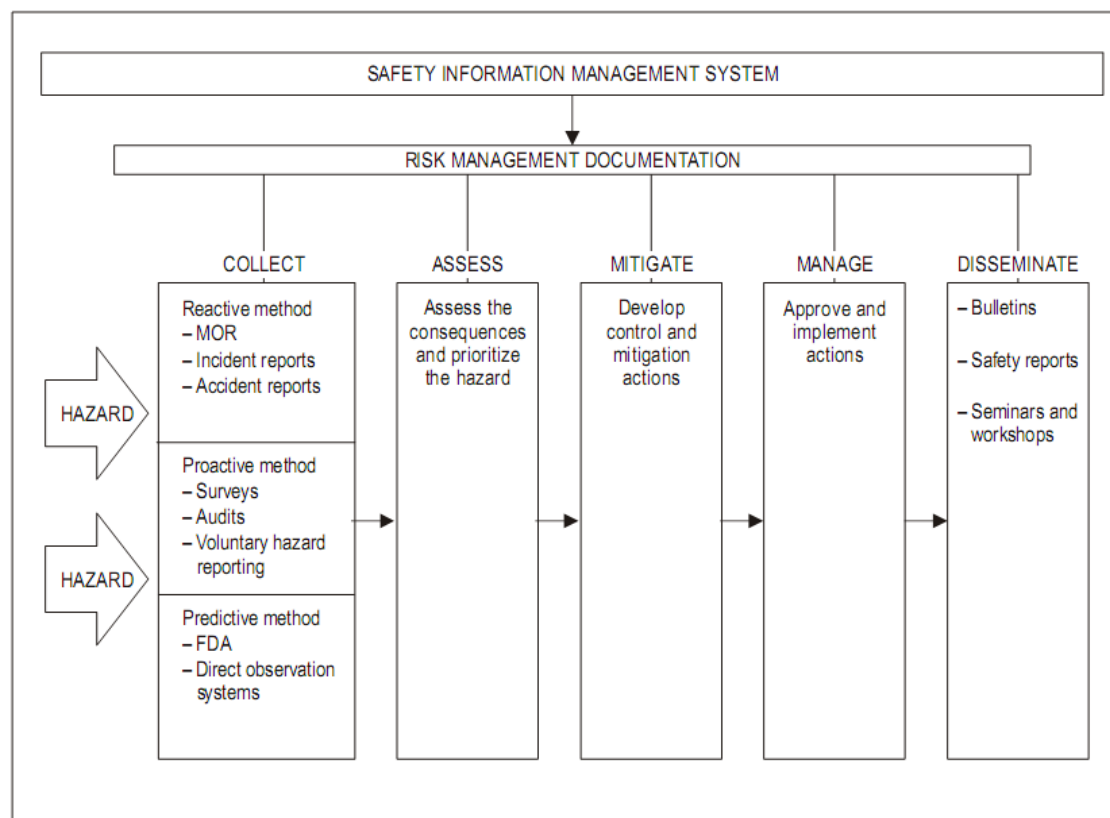 SAFETY INFORMATION MANAGEMENT SYSTEM
RISK MANAGEMENT DOCUMENTATION
COLLECT
Reactive method
– MOR
– Incident reports
– Accident reports
Proactive method
– Surveys
– Audits
– Voluntary hazard
reporting
Predictive method
– FDA
– Direct observation
systems
HAZARD
HAZARD
ASSESS
Assess the
consequences
and prioritize
the hazard
MITIGATE
Develop
control and
mitigation
actions
MANAGE
Approve and
implement
actions
DISSEMINATE
– Bulletins
– Safety reports
– Seminars and
workshops